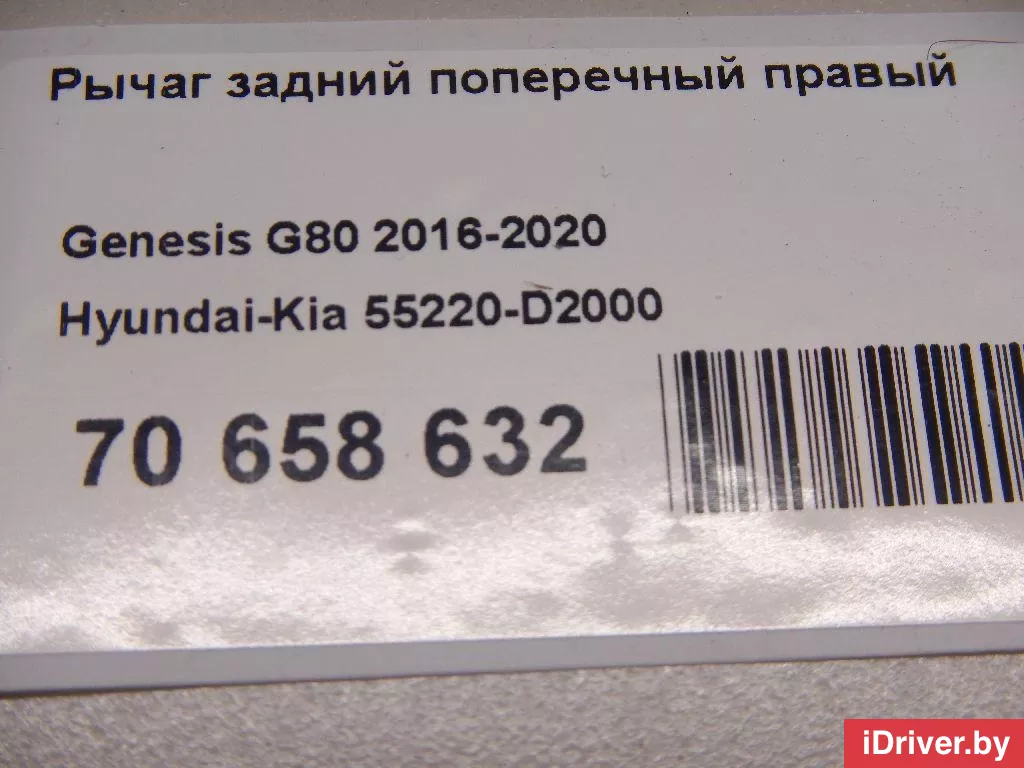 Рычаг задний поперечный правый
Genesis G80 2016-2020
Hyundai-Kia 55220-D2000
70 658 632
iDriver.by